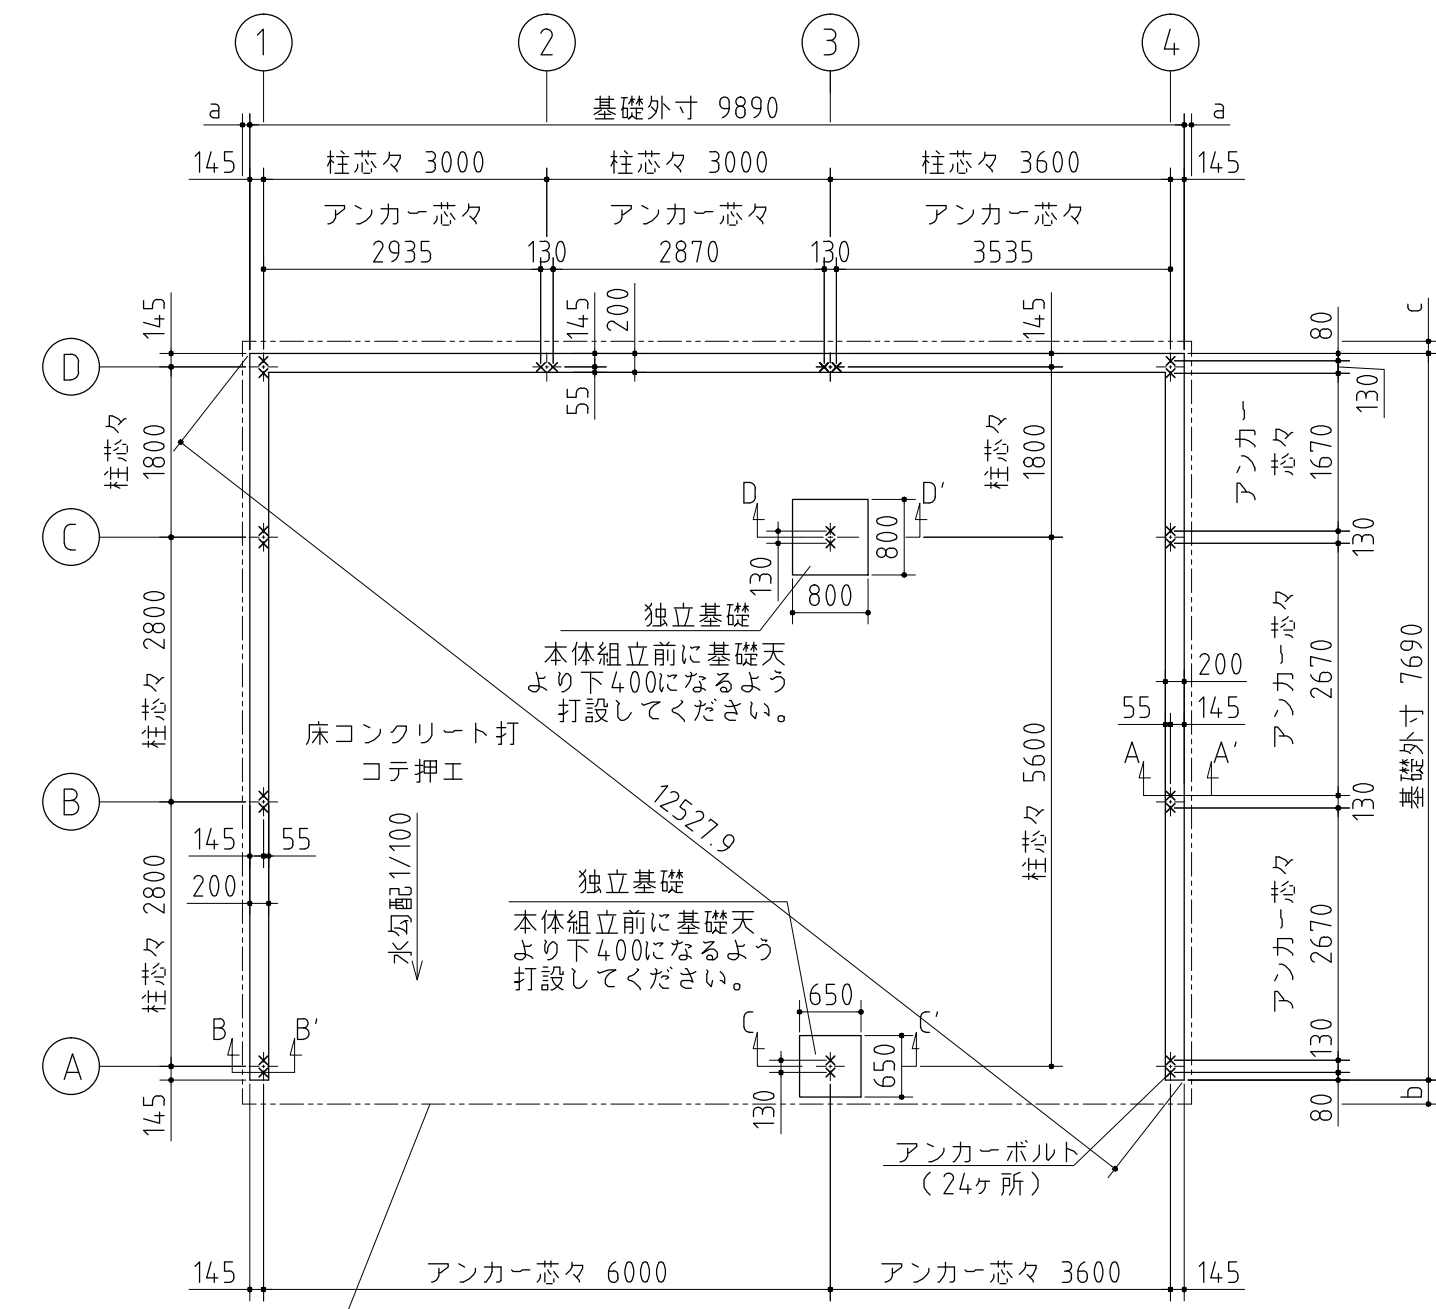 1
2
3
4
a
基礎外寸 9890
a
145
柱芯々 3000
柱芯々 3000
柱芯々 3600
145
アンカー芯々
アンカー芯々
アンカー芯々
2935
130
2870
130
3535
145
145
200
145
80
c
D
55
130
柱芯々
1800
柱芯々
1800
アンカー
芯々
1670
D
D'
C
800
130
130
800
独立基礎
本体組立前に基礎天
より下400になるよう
打設してください。
柱芯々 2800
アンカー芯々
2670
200
基礎外寸 7690
55
145
床コンクリート打
コテ押エ
A
A'
柱芯々 5600
B
12527.9
130
145
55
水勾配1/100
200
柱芯々 2800
独立基礎
本体組立前に基礎天
より下400になるよう
打設してください。
アンカー芯々
2670
650
B
B'
C
C'
130
A
650
145
130
80
b
アンカーボルト
(24ヶ所)
145
アンカー芯々 6000
アンカー芯々 3600
145